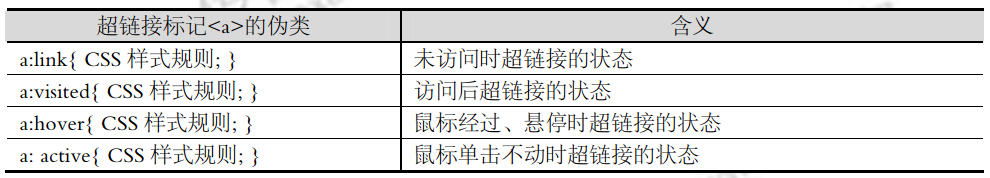 超链接标记<a>的伪类 含义
a:link{ CSS 样式规则; } 未访问时超链接的状态
a:visited{ CSS 样式规则; } 访问后超链接的状态
a:hover{ CSS 样式规则; } 鼠标经过、悬停时超链接的状态
a: active{ CSS 样式规则; } 鼠标单击不动时超链接的状态